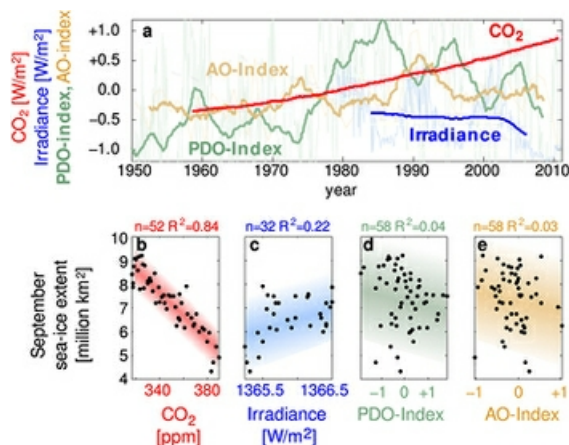 CO₂ [W/m²]
Irradiance [W/m²]
PDO-index, AO-index
+1.0
+0.5
0.0
−0.5
−1.0
a
AO-Index
CO₂
PDO-Index
Irradiance
1950 1960 1970 1980 1990 2000 2010
year
n=52 R²=0.84 n=32 R²=0.22 n=58 R²=0.04 n=58 R²=0.03
September
sea-ice extent
[million km²]
10
9
8
7
6
5
4
b c d e
340 380 1365.5 1366.5 −1 0 +1 −1 0 +1
CO₂ Irradiance PDO-Index AO-Index
[ppm] [W/m²]